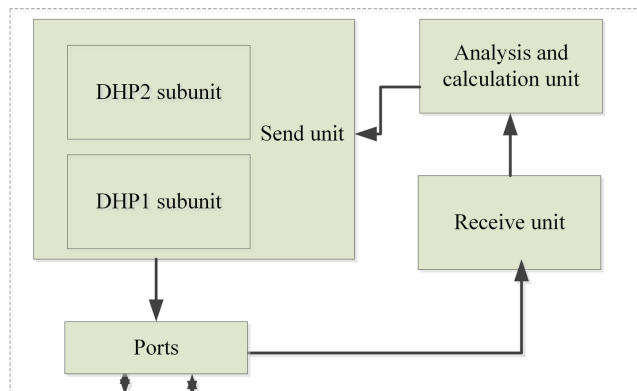 DHP2 subunit
Send unit
DHP1 subunit
Analysis and
calculation unit
Receive unit
Ports